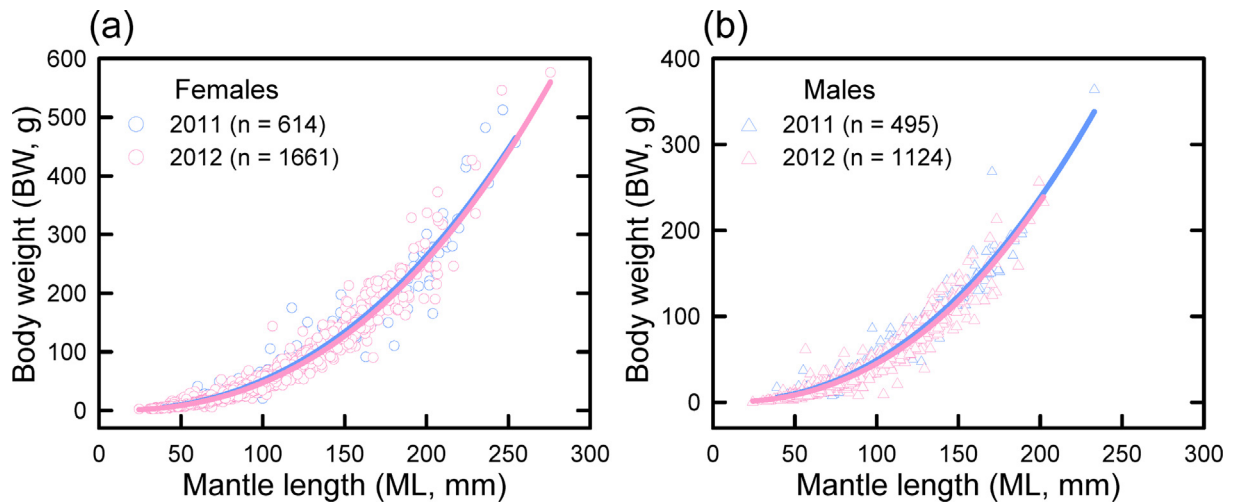 (a)
Body weight (BW, g)
600
500
400
300
200
100
0
Females
2011 (n = 614)
2012 (n = 1661)
0 50 100 150 200 250 300
Mantle length (ML, mm)
(b)
Body weight (BW, g)
400
300
200
100
0
Males
2011 (n = 495)
2012 (n = 1124)
0 50 100 150 200 250 300
Mantle length (ML, mm)